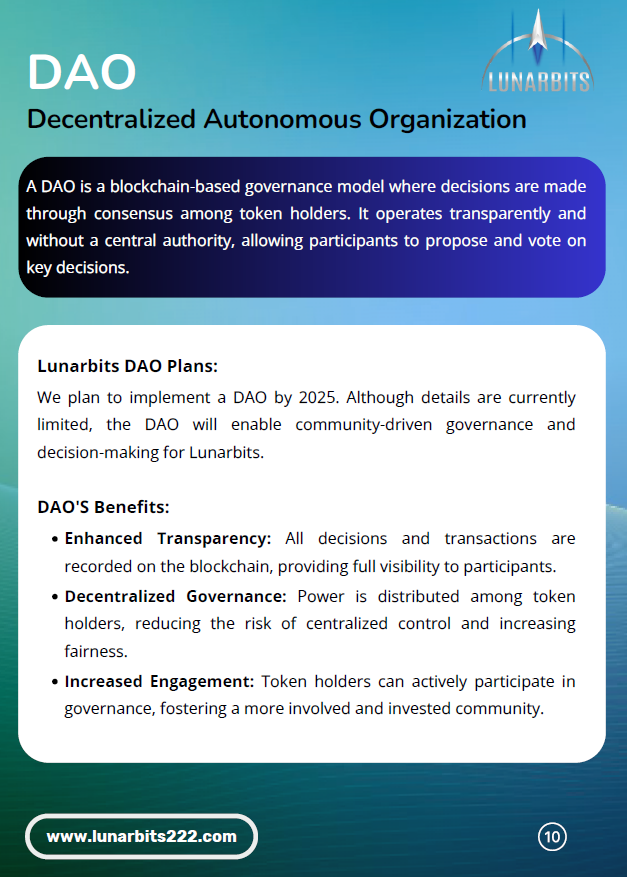 LUNARBITS
DAO
Decentralized Autonomous Organization
A DAO is a blockchain-based governance model where decisions are made
through consensus among token holders. It operates transparently and
without a central authority, allowing participants to propose and vote on
key decisions.
Lunarbits DAO Plans:
We plan to implement a DAO by 2025. Although details are currently
limited, the DAO will enable community-driven governance and
decision-making for Lunarbits.
DAO'S Benefits:
• Enhanced Transparency: All decisions and transactions are
recorded on the blockchain, providing full visibility to participants.
• Decentralized Governance: Power is distributed among token
holders, reducing the risk of centralized control and increasing
fairness.
• Increased Engagement: Token holders can actively participate in
governance, fostering a more involved and invested community.
www.lunarbits222.com
10